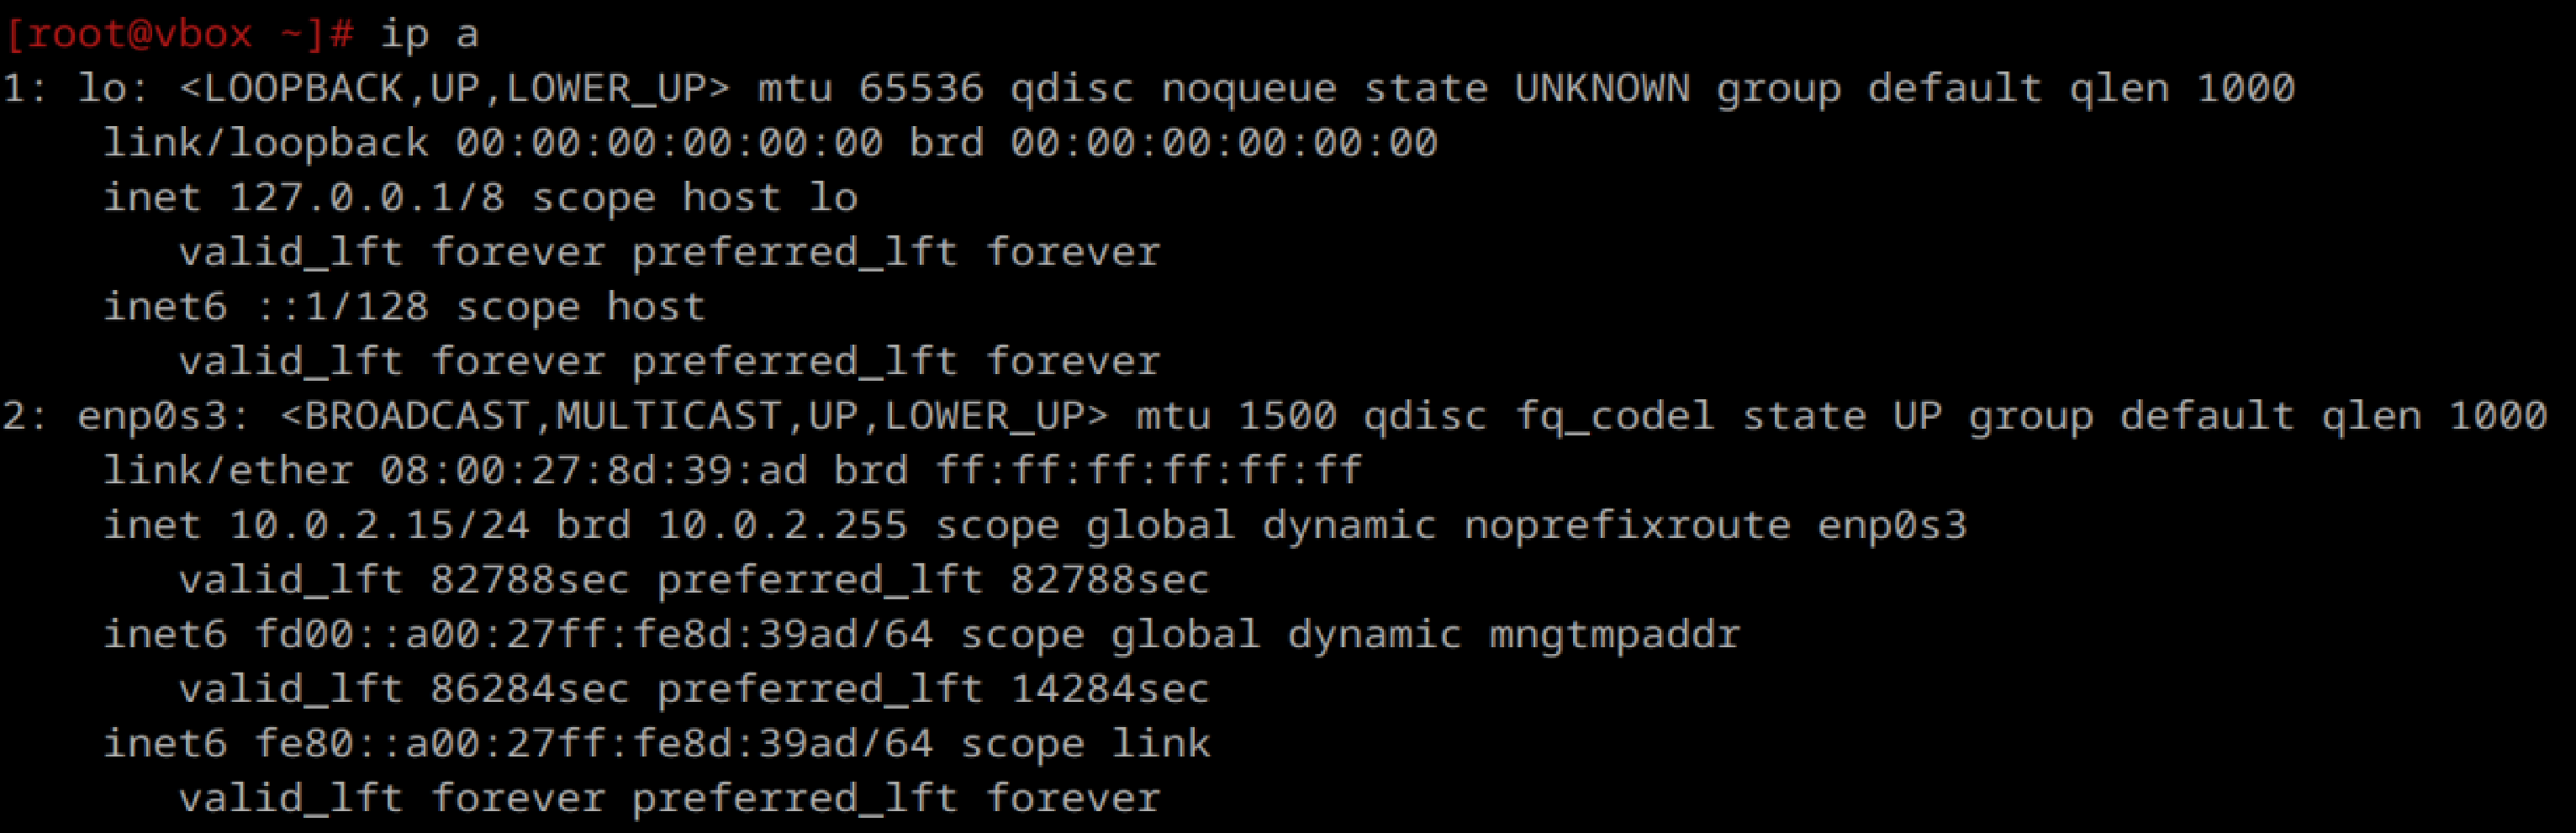 [root@vbox ~]# ip a
1: lo: <LOOPBACK,UP,LOWER_UP> mtu 65536 qdisc noqueue state UNKNOWN group default qlen 1000
    link/loopback 00:00:00:00:00:00 brd 00:00:00:00:00:00
    inet 127.0.0.1/8 scope host lo
       valid_lft forever preferred_lft forever
    inet6 ::1/128 scope host
       valid_lft forever preferred_lft forever
2: enp0s3: <BROADCAST,MULTICAST,UP,LOWER_UP> mtu 1500 qdisc fq_codel state UP group default qlen 1000
    link/ether 08:00:27:8d:39:ad brd ff:ff:ff:ff:ff:ff
    inet 10.0.2.15/24 brd 10.0.2.255 scope global dynamic noprefixroute enp0s3
       valid_lft 82788sec preferred_lft 82788sec
    inet6 fd00::a00:27ff:fe8d:39ad/64 scope global dynamic mngtmpaddr
       valid_lft 86284sec preferred_lft 14284sec
    inet6 fe80::a00:27ff:fe8d:39ad/64 scope link
       valid_lft forever preferred_lft forever